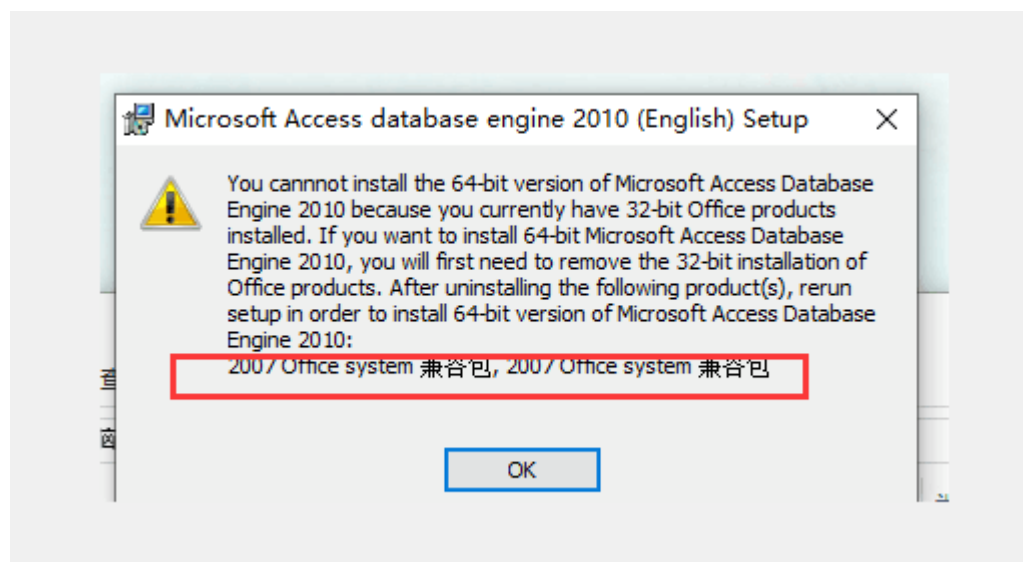 Microsoft Access database engine 2010 (English) Setup
You cannnot install the 64-bit version of Microsoft Access Database
Engine 2010 because you currently have 32-bit Office products
installed. If you want to install 64-bit Microsoft Access Database
Engine 2010, you will first need to remove the 32-bit installation of
Office products. After uninstalling the following product(s), rerun
setup in order to install 64-bit version of Microsoft Access Database
Engine 2010:
2007 Office system 兼容包, 2007 Office system 兼容包
OK